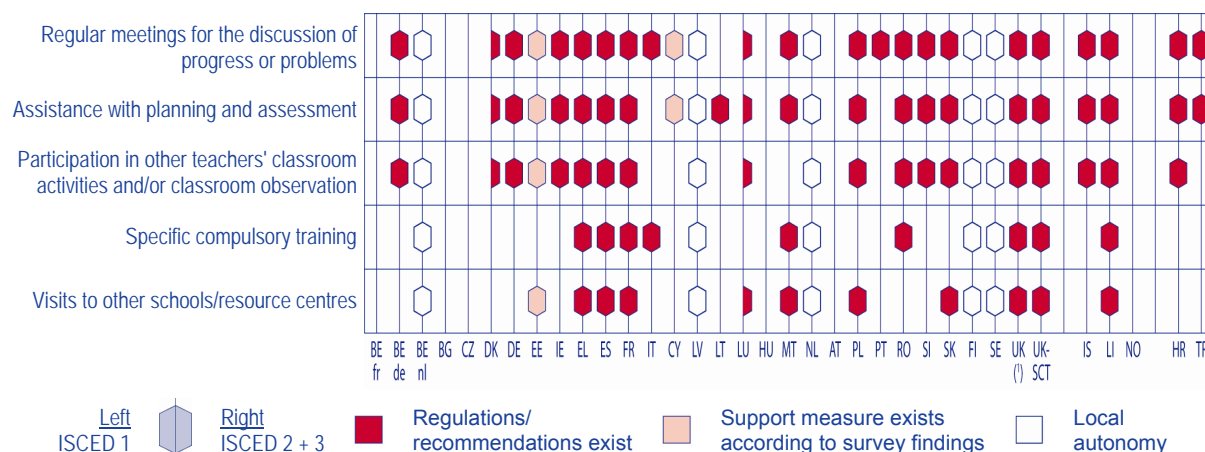 Regular meetings for the discussion of
progress or problems
Assistance with planning and assessment
Participation in other teachers' classroom
activities and/or classroom observation
Specific compulsory training
Visits to other schools/resource centres
BE BE BE BG CZ DK DE EE IE EL ES FR IT CY LV LT LU HU MT NL AT PL PT RO SI SK FI SE UK UK- IS LI NO HR TR
fr de nl (¹) SCT
Left Right Regulations/ Support measure exists Local
ISCED 1 ISCED 2 + 3 recommendations exist according to survey findings autonomy